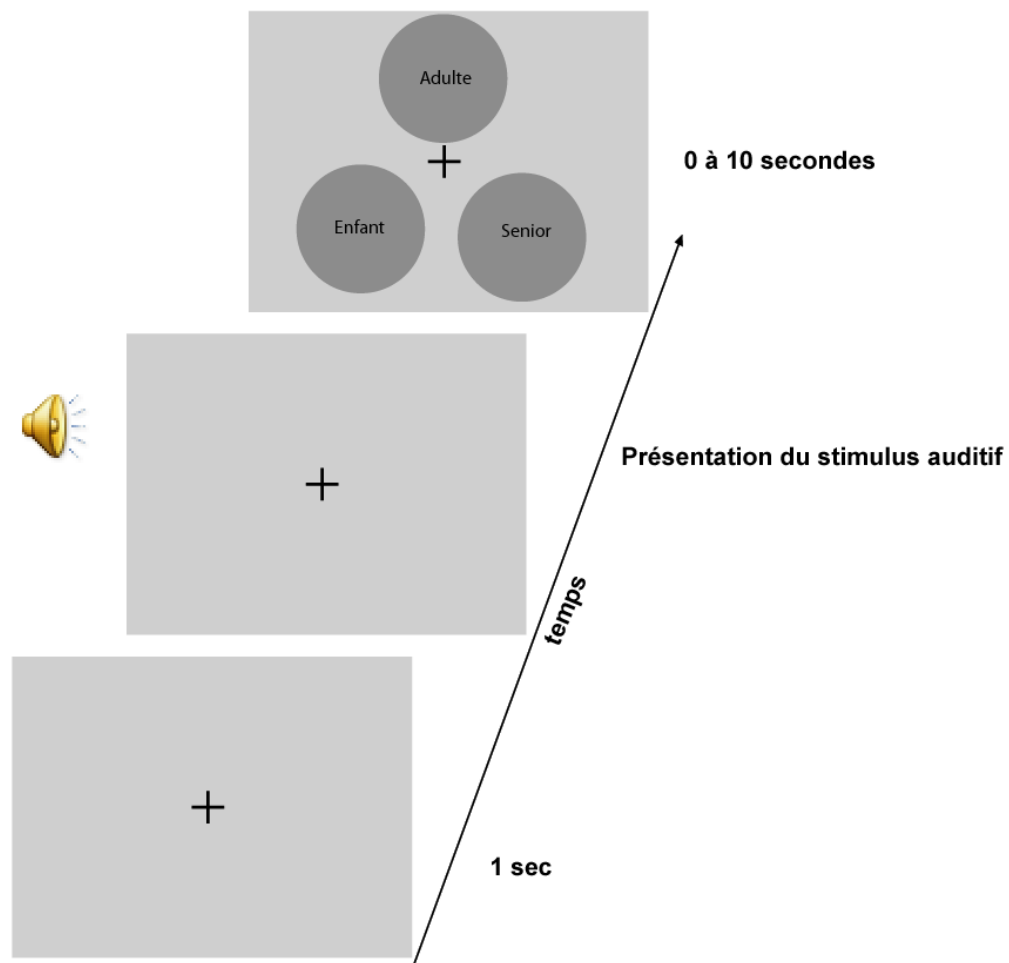 Adulte
0 à 10 secondes
Enfant
Senior
Présentation du stimulus auditif
temps
1 sec